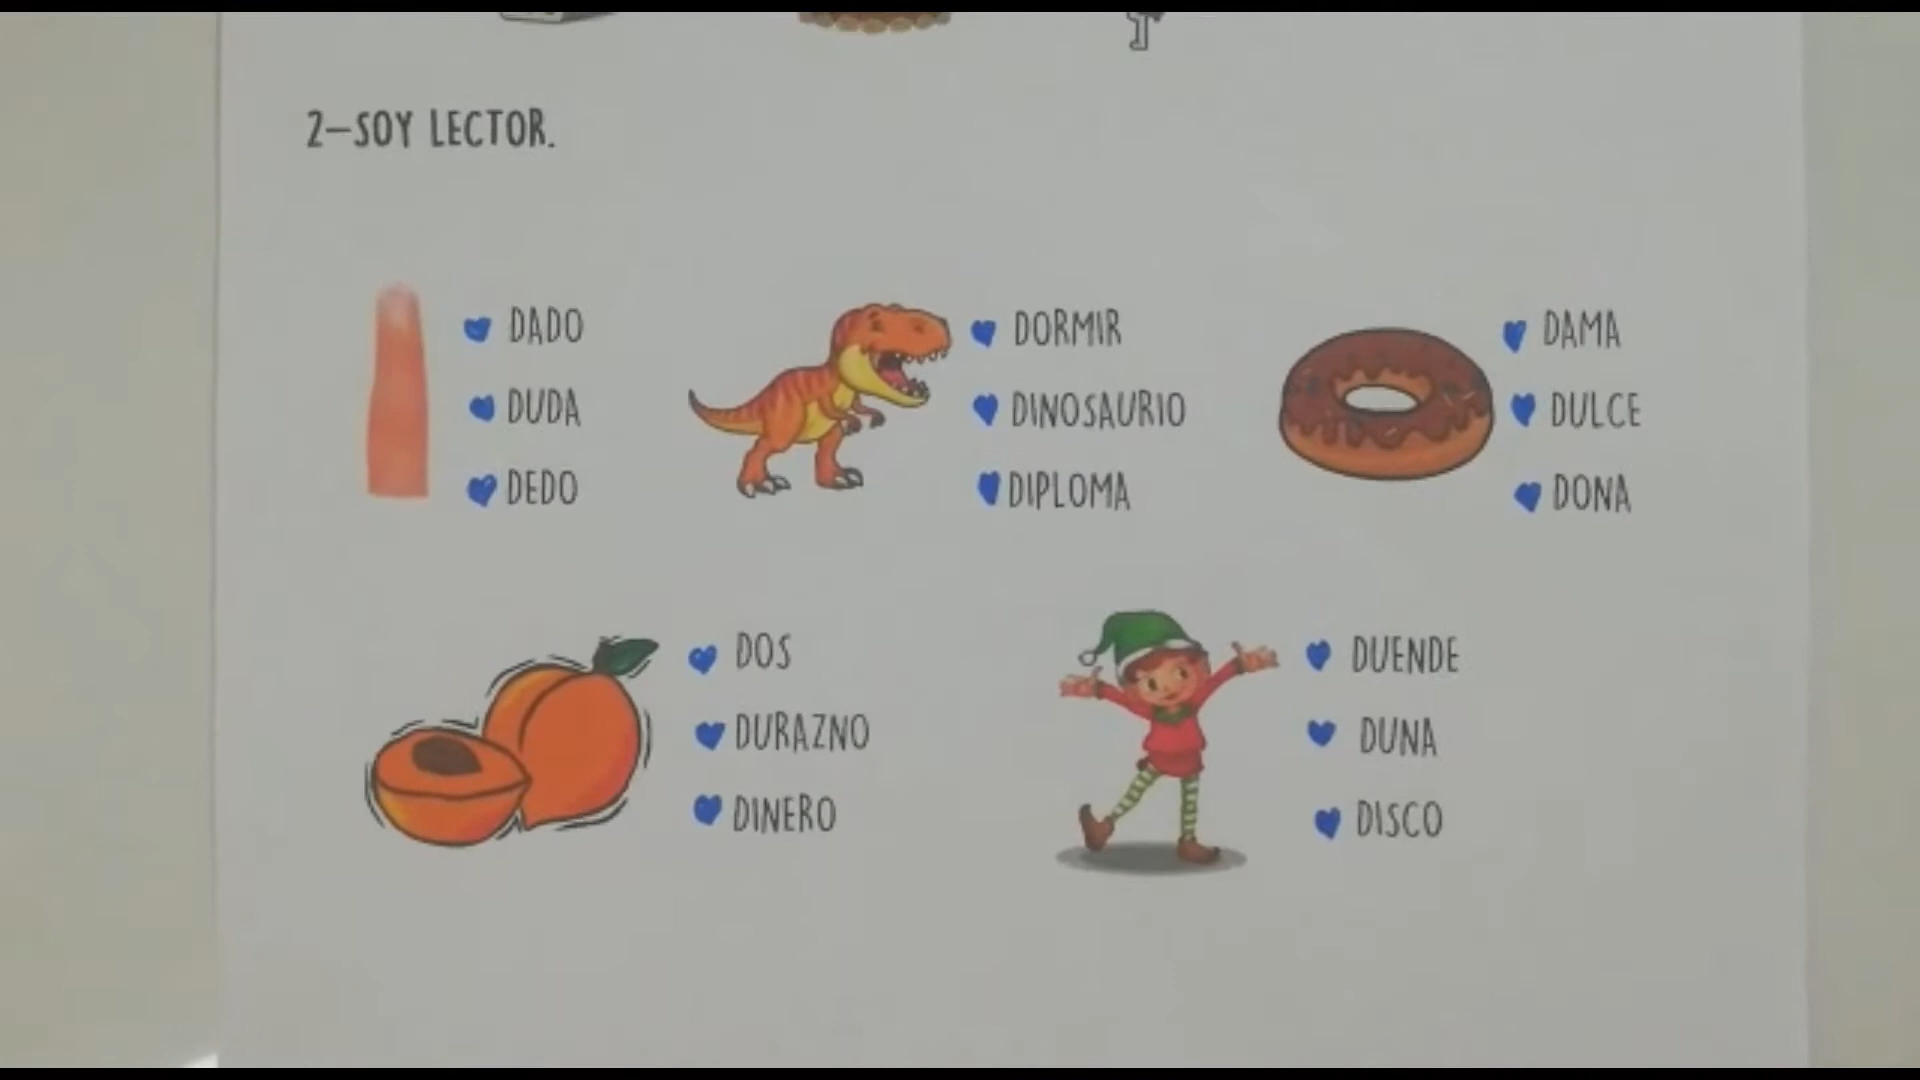 2-SOY LECTOR.
DADO
DUDA
DEDO
DORMIR
DINOSAURIO
DIPLOMA
DAMA
DULCE
DONA
DOS
DURAZNO
DINERO
DUENDE
DUNA
DISCO